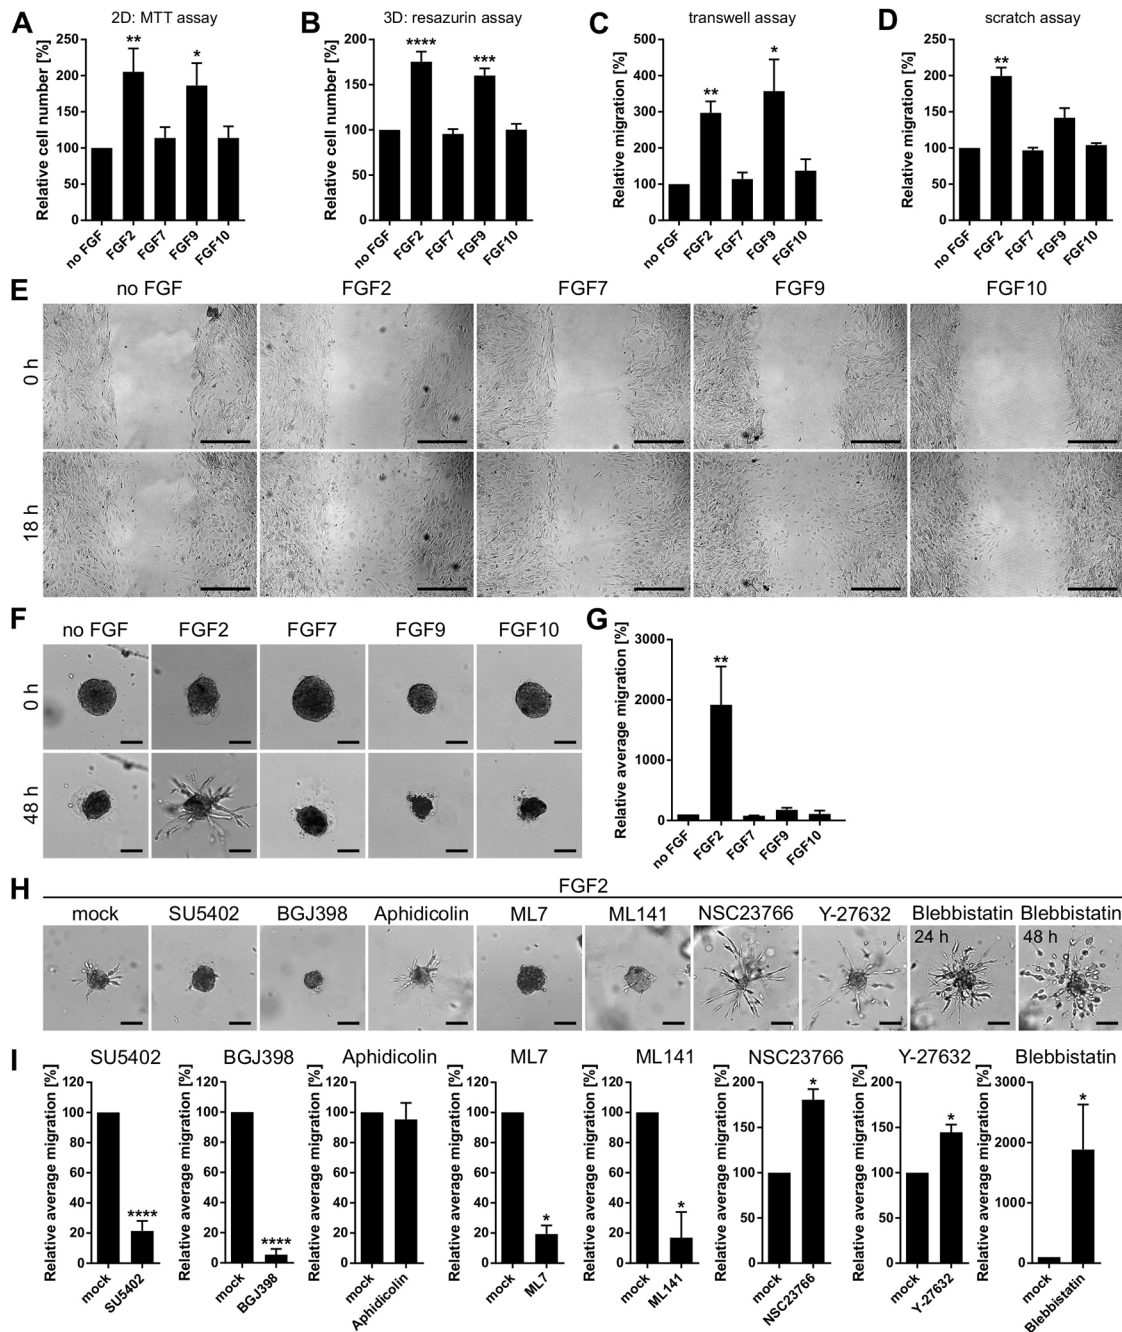 A
2D: MTT assay
Relative cell number [%]
250
200
150
100
50
0
**
*
no FGF
FGF2
FGF7
FGF9
FGF10
B
3D: resazurin assay
Relative cell number [%]
200
150
100
50
0
****
***
no FGF
FGF2
FGF7
FGF9
FGF10
C
transwell assay
Relative migration [%]
500
400
300
200
100
0
**
*
no FGF
FGF2
FGF7
FGF9
FGF10
D
scratch assay
Relative migration [%]
250
200
150
100
50
0
**
no FGF
FGF2
FGF7
FGF9
FGF10
E
no FGF FGF2 FGF7 FGF9 FGF10
0 h
18 h
F
no FGF FGF2 FGF7 FGF9 FGF10
0 h
48 h
G
Relative average migration [%]
3000
2000
1000
0
**
no FGF
FGF2
FGF7
FGF9
FGF10
H
FGF2
mock SU5402 BGJ398 Aphidicolin ML7 ML141 NSC23766 Y-27632 Blebbistatin Blebbistatin
24 h 48 h
I
SU5402
Relative average migration [%]
120
100
80
60
40
20
0
****
mock
SU5402
BGJ398
Relative average migration [%]
120
100
80
60
40
20
0
****
mock
BGJ398
Aphidicolin
Relative average migration [%]
120
100
80
60
40
20
0
mock
Aphidicolin
ML7
Relative average migration [%]
120
100
80
60
40
20
0
*
mock
ML7
ML141
Relative average migration [%]
120
100
80
60
40
20
0
*
mock
ML141
NSC23766
Relative average migration [%]
200
150
100
50
0
*
mock
NSC23766
Y-27632
Relative average migration [%]
200
150
100
50
0
*
mock
Y-27632
Blebbistatin
Relative average migration [%]
3000
2000
1000
0
*
mock
Blebbistatin